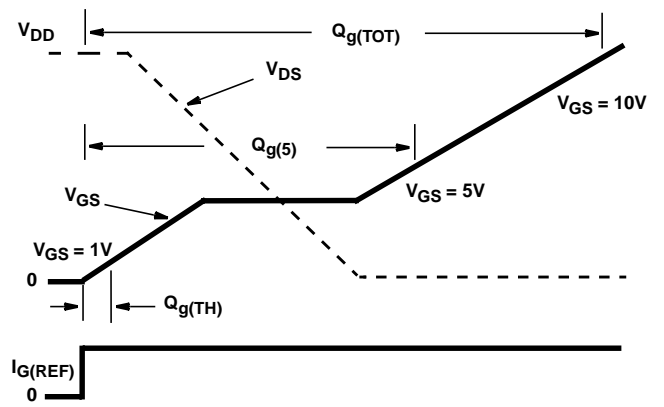 V_DD
Q_g(TOT)
V_DS
V_GS = 10V
Q_g(5)
V_GS
V_GS = 5V
V_GS = 1V
0
Q_g(TH)
I_G(REF)
0